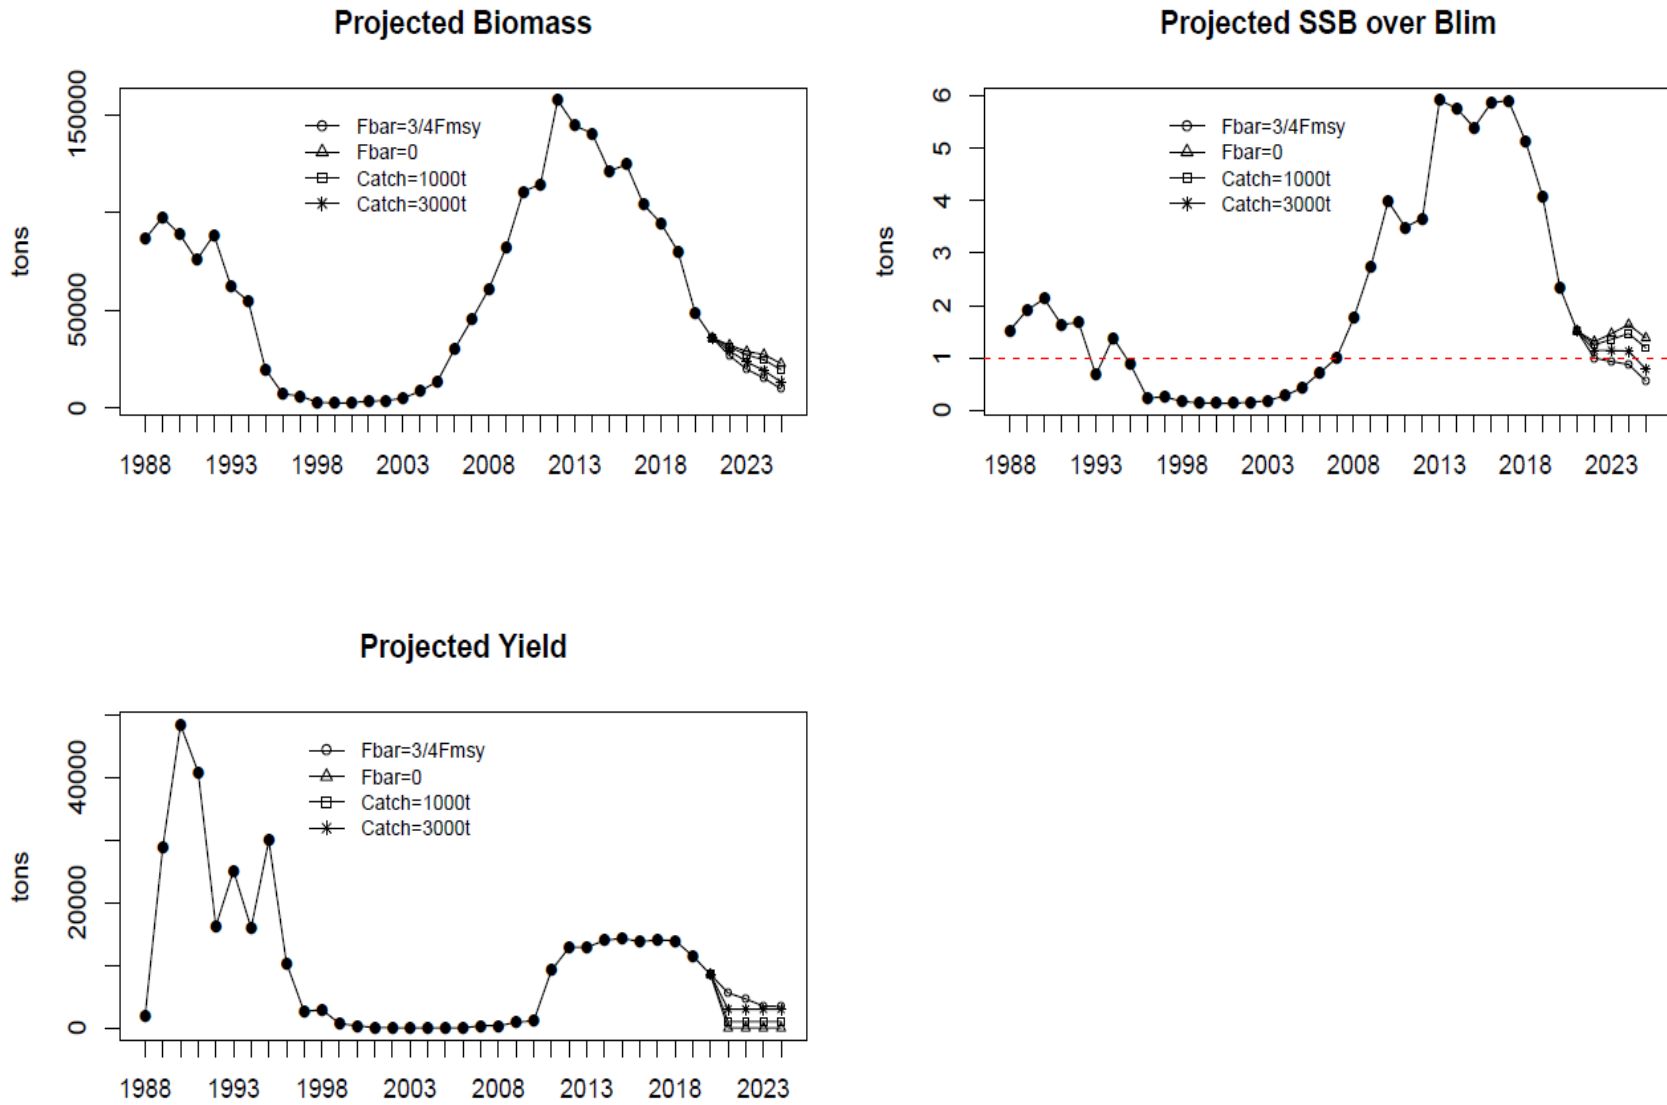 Projected Biomass
tons
150000
50000
0
Fbar=3/4Fmsy
Fbar=0
Catch=1000t
Catch=3000t
1988 1993 1998 2003 2008 2013 2018 2023
Projected SSB over Blim
tons
6
5
4
3
2
1
0
Fbar=3/4Fmsy
Fbar=0
Catch=1000t
Catch=3000t
1988 1993 1998 2003 2008 2013 2018 2023
Projected Yield
tons
40000
20000
0
Fbar=3/4Fmsy
Fbar=0
Catch=1000t
Catch=3000t
1988 1993 1998 2003 2008 2013 2018 2023